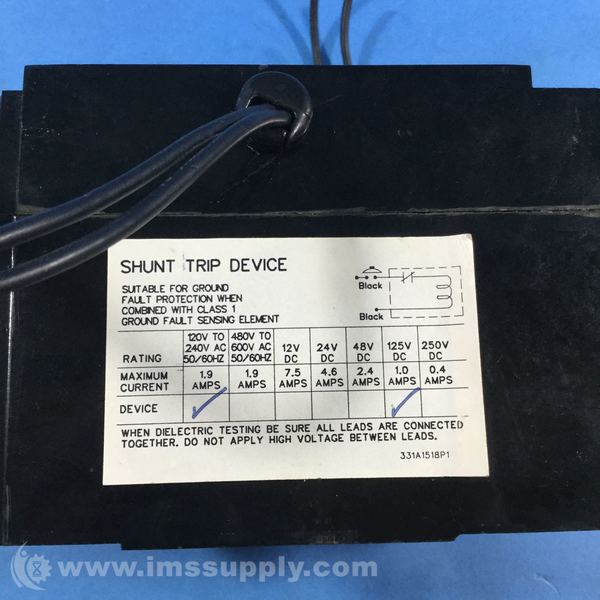 SHUNT TRIP DEVICE
SUITABLE FOR GROUND
FAULT PROTECTION WHEN
COMBINED WITH CLASS 1
GROUND FAULT SENSING ELEMENT
Black
Black
RATING 120V TO 240V AC 50/60HZ 480V TO 600V AC 50/60HZ 12V DC 24V DC 48V DC 125V DC 250V DC
MAXIMUM CURRENT 1.9 AMPS 1.9 AMPS 7.5 AMPS 4.6 AMPS 2.4 AMPS 1.0 AMPS 0.4 AMPS
DEVICE ✓ ✓
WHEN DIELECTRIC TESTING BE SURE ALL LEADS ARE CONNECTED
TOGETHER. DO NOT APPLY HIGH VOLTAGE BETWEEN LEADS.
331A1518P1
www.imssupply.com